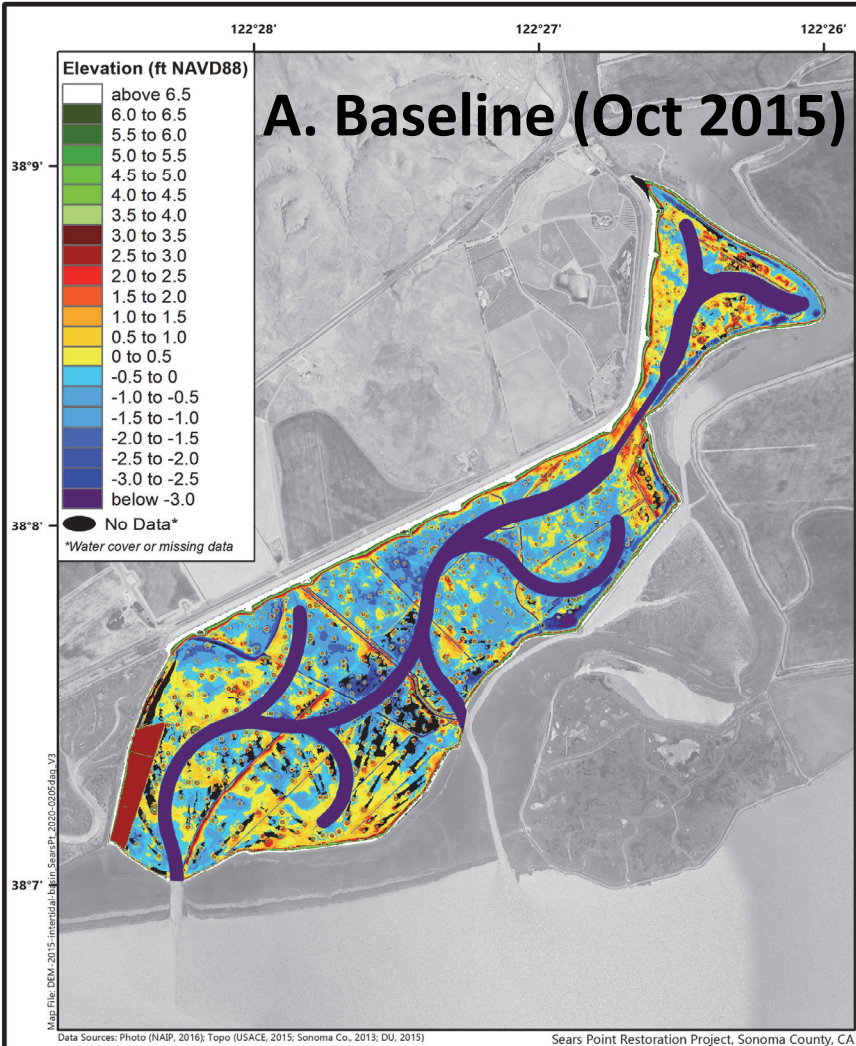 122°28'
122°27'
122°26'
Elevation (ft NAVD88)
above 6.5
6.0 to 6.5
5.5 to 6.0
5.0 to 5.5
4.5 to 5.0
4.0 to 4.5
3.5 to 4.0
3.0 to 3.5
2.5 to 3.0
2.0 to 2.5
1.5 to 2.0
1.0 to 1.5
0.5 to 1.0
0 to 0.5
-0.5 to 0
-1.0 to -0.5
-1.5 to -1.0
-2.0 to -1.5
-2.5 to -2.0
-3.0 to -2.5
below -3.0
No Data*
*Water cover or missing data
A. Baseline (Oct 2015)
38°9'
38°8'
38°7'
Map File: DEM-2015-intertidal-basin_SearsPt_2020-0205daq_V3
Data Sources: Photo (NAIP, 2016); Topo (USACE, 2015; Sonoma Co., 2013; DU, 2015)
Sears Point Restoration Project, Sonoma County, CA